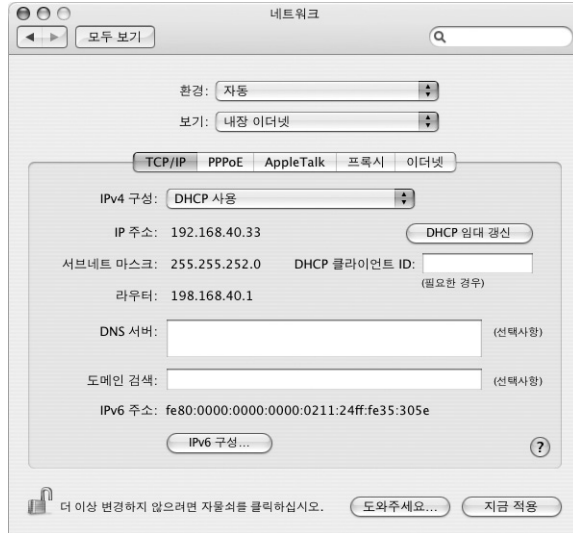 네트워크
모두 보기
환경: 자동
보기: 내장 이더넷
TCP/IP PPPoE AppleTalk 프록시 이더넷
IPv4 구성: DHCP 사용
IP 주소: 192.168.40.33 DHCP 임대 갱신
서브네트 마스크: 255.255.252.0 DHCP 클라이언트 ID:
(필요한 경우)
라우터: 198.168.40.1
DNS 서버: (선택사항)
도메인 검색: (선택사항)
IPv6 주소: fe80:0000:0000:0000:0211:24ff:fe35:305e
IPv6 구성... ?
더 이상 변경하지 않으려면 자물쇠를 클릭하십시오. 도와주세요... 지금 적용